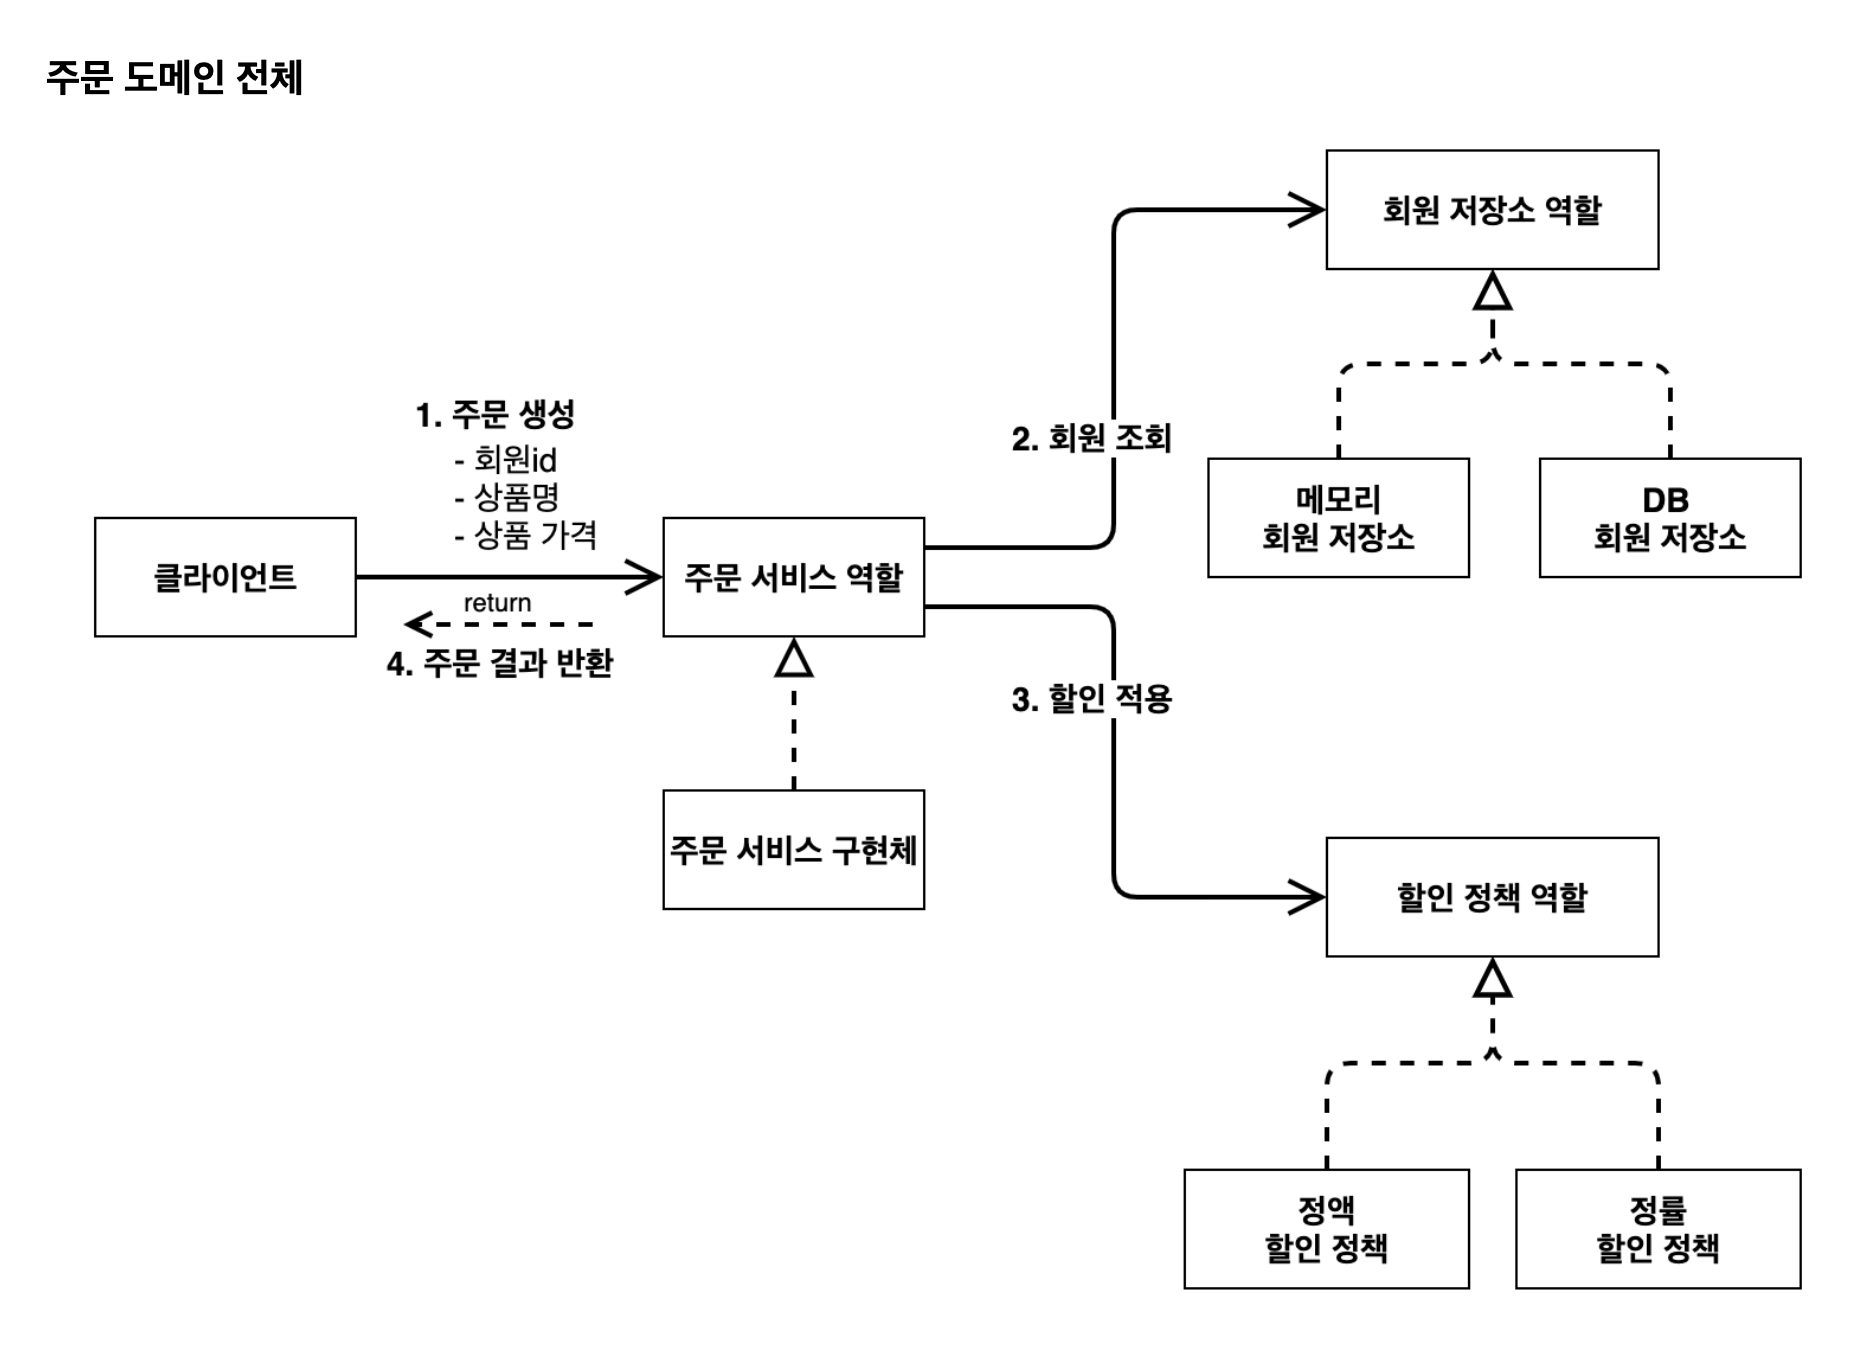 주문 도메인 전체
회원 저장소 역할
1. 주문 생성
- 회원id
- 상품명
- 상품 가격
2. 회원 조회
메모리
회원 저장소
DB
회원 저장소
클라이언트
주문 서비스 역할
return
4. 주문 결과 반환
3. 할인 적용
주문 서비스 구현체
할인 정책 역할
정액
할인 정책
정률
할인 정책